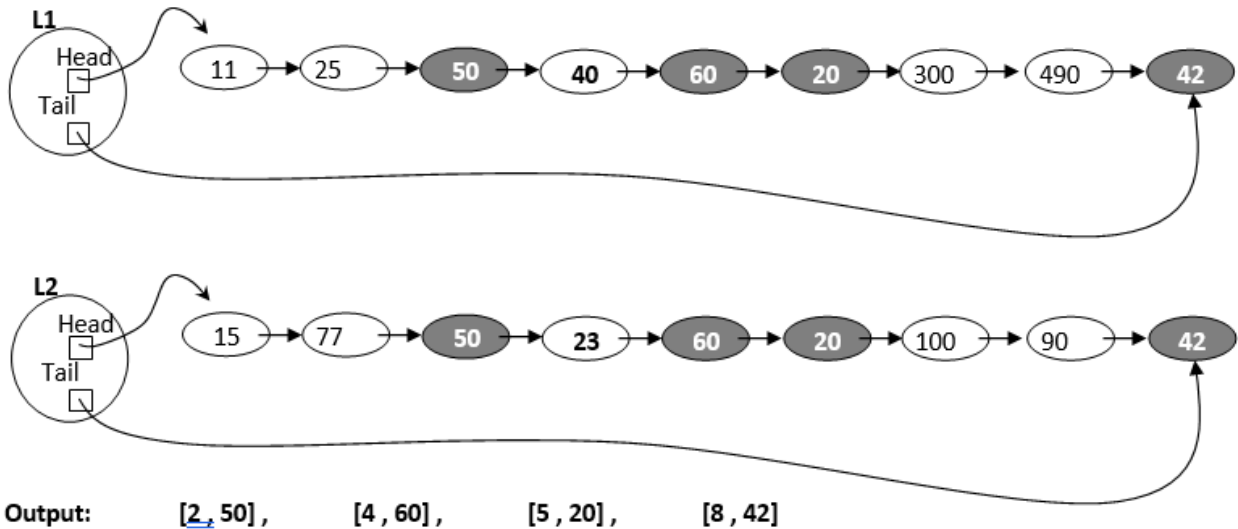 L1
Head
Tail
11 25 50 40 60 20 300 490 42
L2
Head
Tail
15 77 50 23 60 20 100 90 42
Output: [2 , 50] , [4 , 60] , [5 , 20] , [8 , 42]